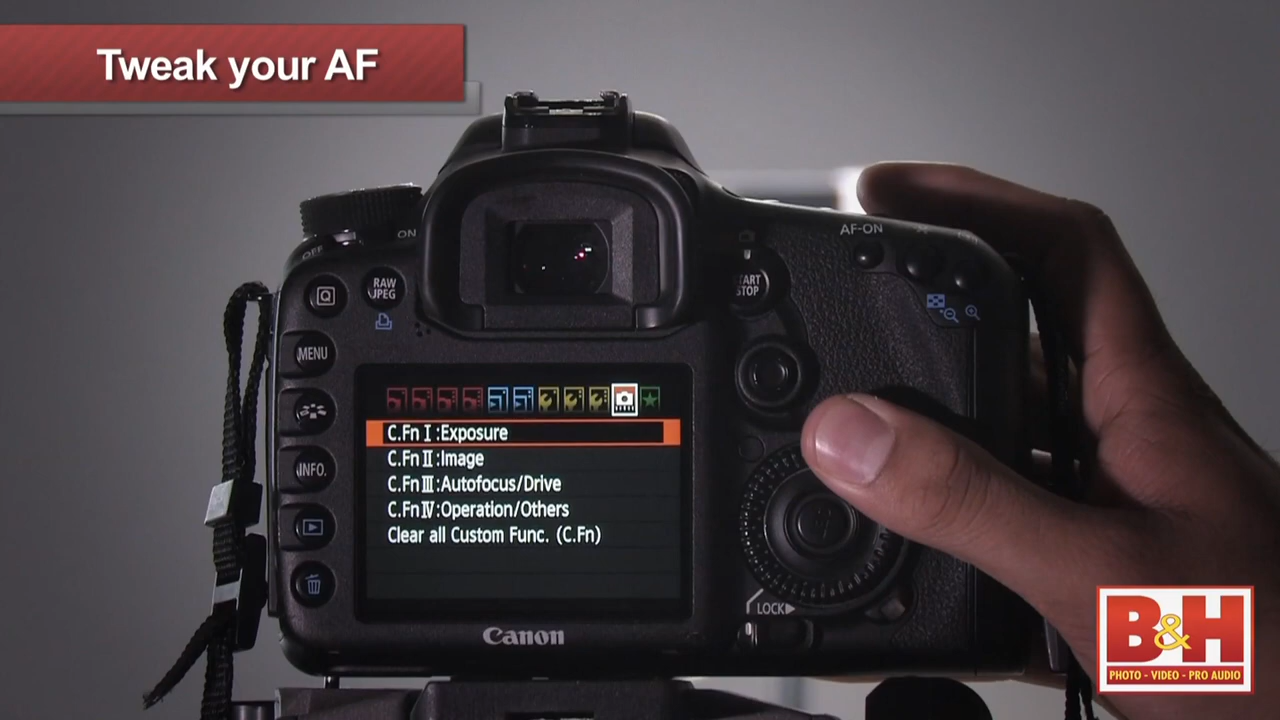 Tweak your AF
OFF
ON
RAW
JPEG
Q
START
STOP
AF-ON
MENU
INFO.
C.Fn I :Exposure
C.Fn II :Image
C.Fn III :Autofocus/Drive
C.Fn IV :Operation/Others
Clear all Custom Func. (C.Fn)
SET
LOCK
Canon
B&H
PHOTO - VIDEO - PRO AUDIO